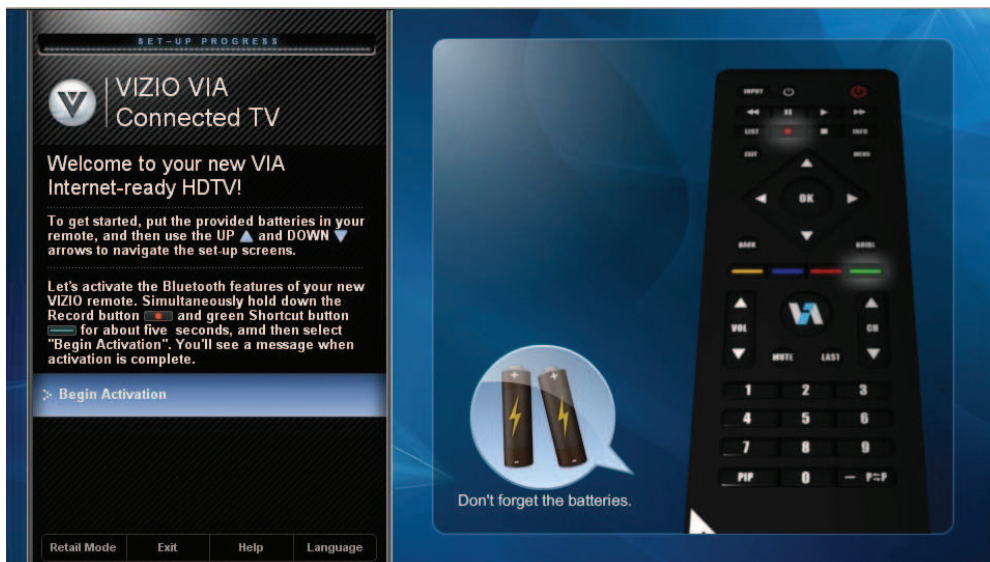 SET-UP PROGRESS
VIZIO VIA
Connected TV
Welcome to your new VIA
Internet-ready HDTV!
To get started, put the provided batteries in your
remote, and then use the UP and DOWN
arrows to navigate the set-up screens.
Let's activate the Bluetooth features of your new
VIZIO remote. Simultaneously hold down the
Record button and green Shortcut button
for about five seconds, amd then select
"Begin Activation". You'll see a message when
activation is complete.
> Begin Activation
Retail Mode Exit Help Language
INPUT
LIST INFO
EXIT MENU
OK
BACK GUIDE
VOL VIA CH
MUTE LAST
1 2 3
4 5 6
7 8 9
PIP 0 — P⇆P
Don't forget the batteries.